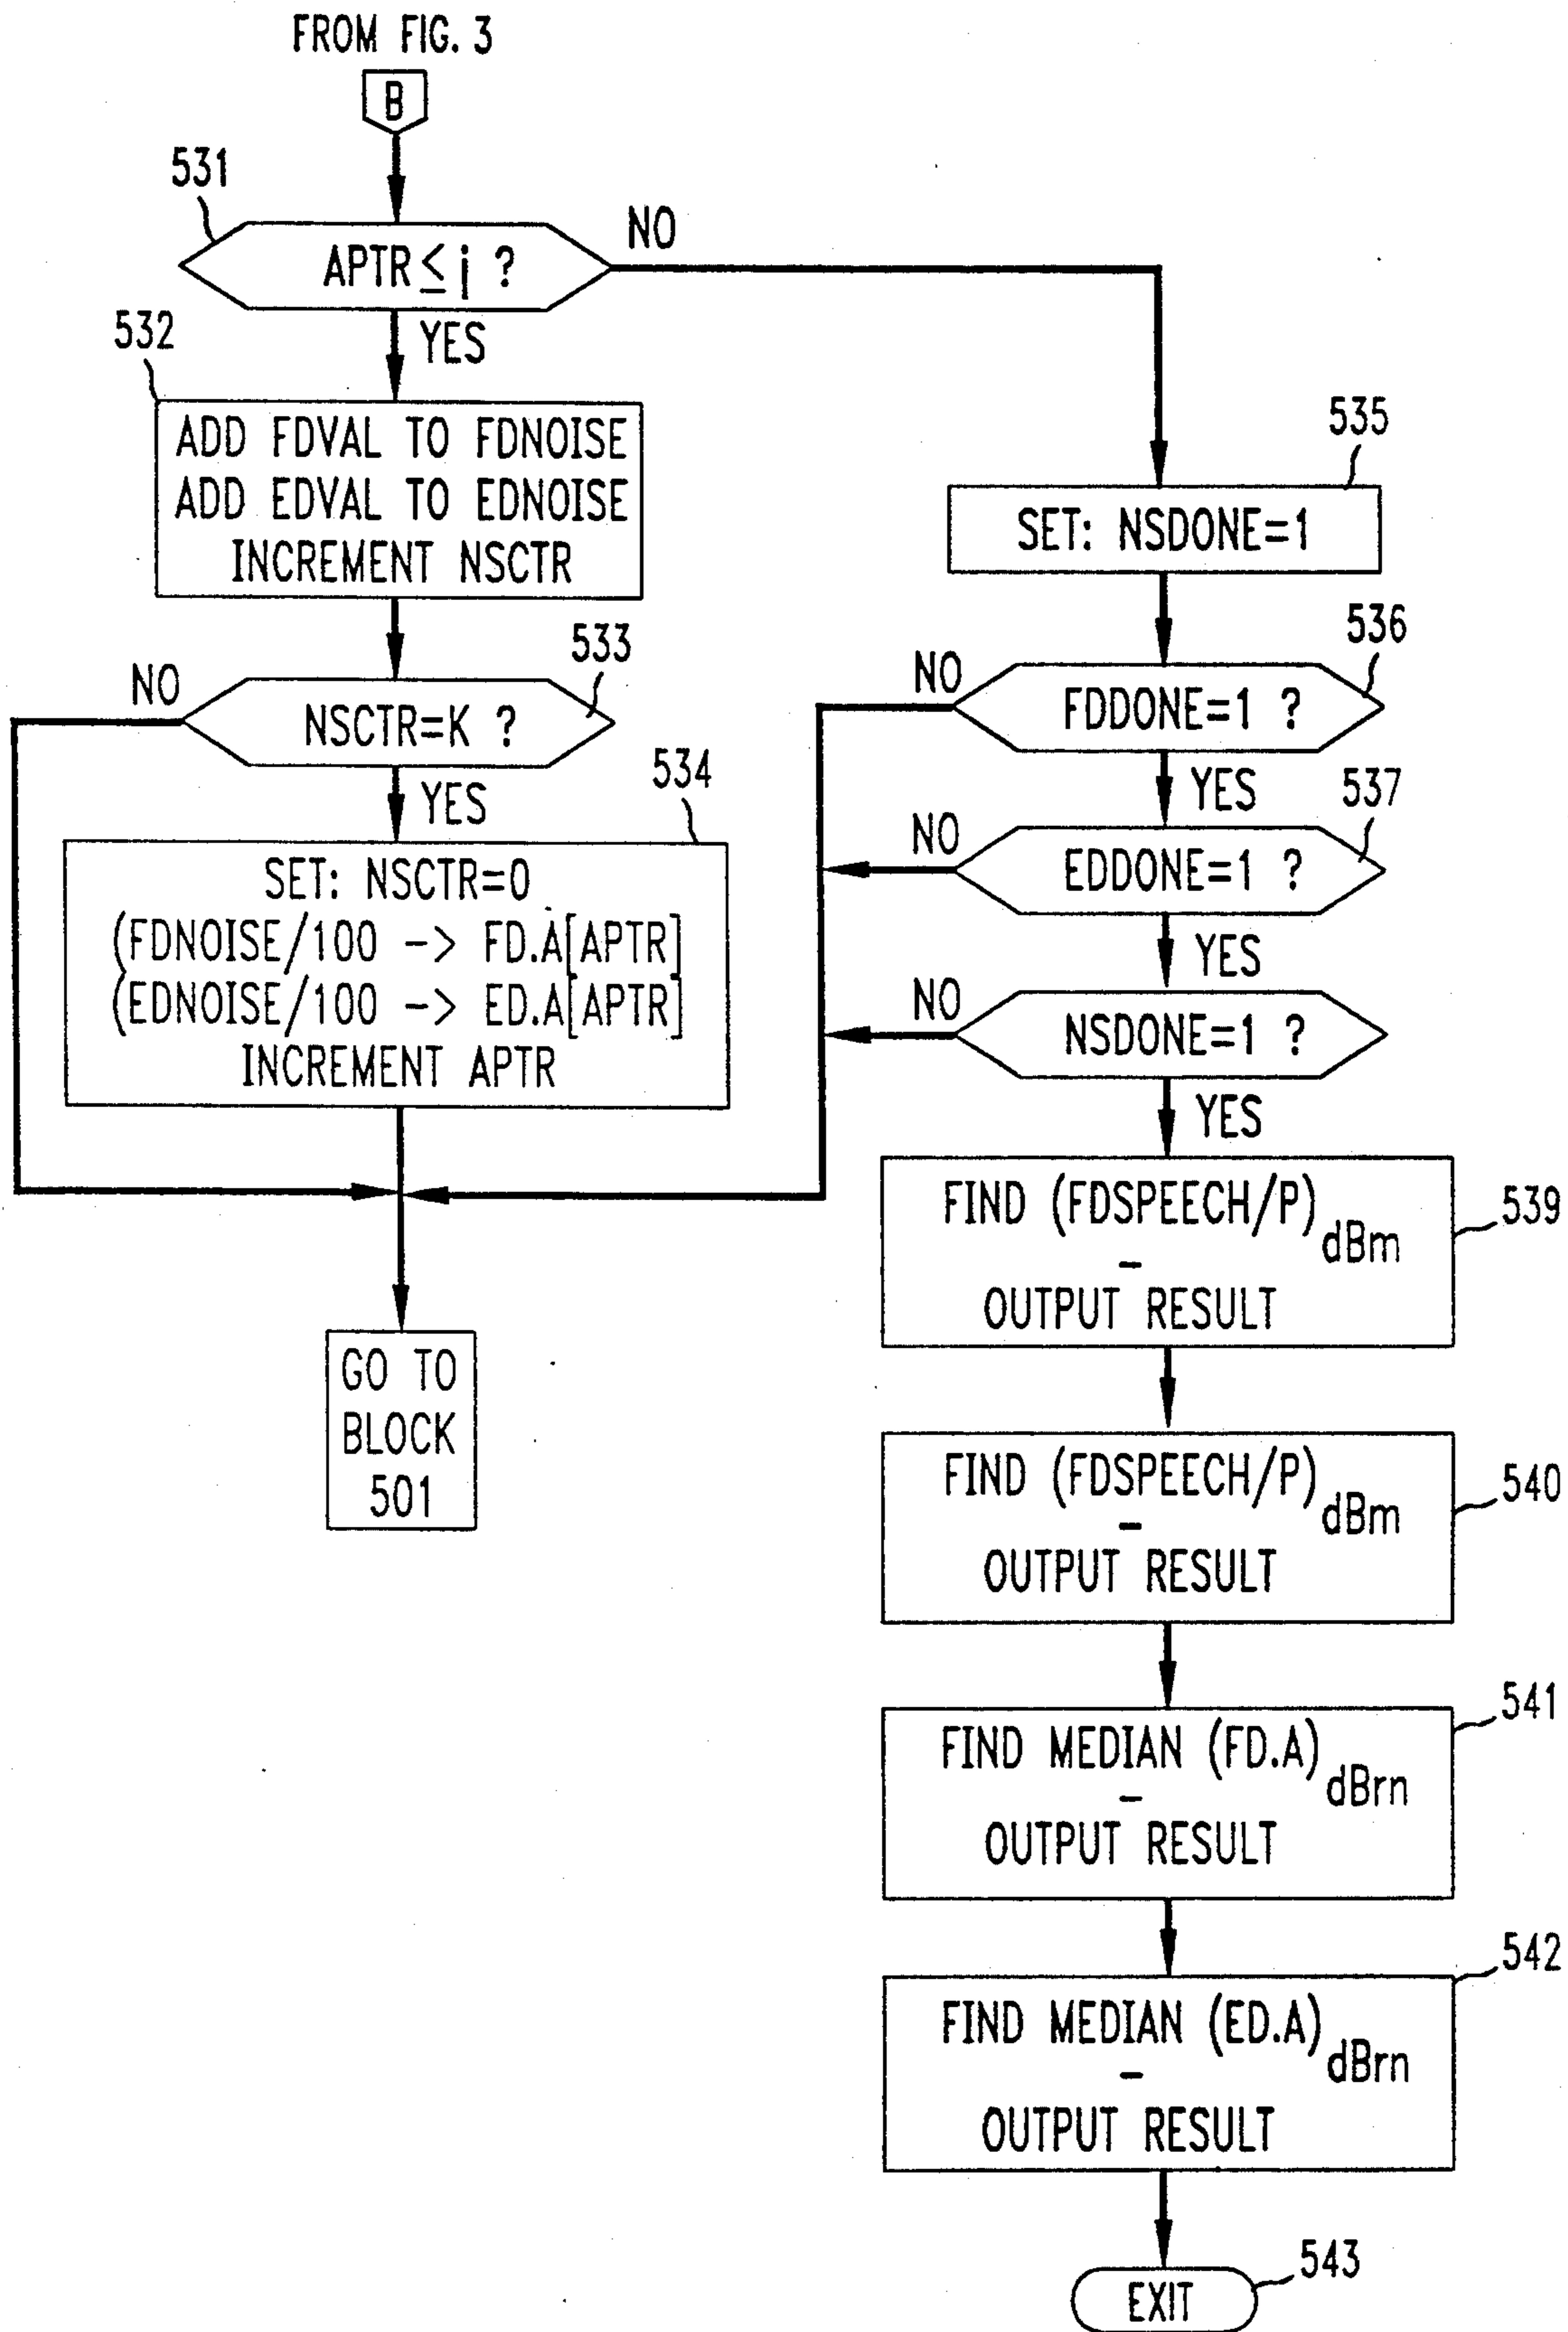 FROM FIG. 3
B
531
APTR≤j ?
NO
YES
532
ADD FDVAL TO FDNOISE
ADD EDVAL TO EDNOISE
INCREMENT NSCTR
533
NO
NSCTR=K ?
YES
534
SET: NSCTR=0
(FDNOISE/100 -> FD.A[APTR]
(EDNOISE/100 -> ED.A[APTR]
INCREMENT APTR
GO TO
BLOCK
501
535
SET: NSDONE=1
536
NO
FDDONE=1 ?
YES
537
NO
EDDONE=1 ?
YES
NO
NSDONE=1 ?
YES
539
FIND (FDSPEECH/P)dBm
-
OUTPUT RESULT
540
FIND (FDSPEECH/P)dBm
-
OUTPUT RESULT
541
FIND MEDIAN (FD.A)dBrn
-
OUTPUT RESULT
542
FIND MEDIAN (ED.A)dBrn
-
OUTPUT RESULT
543
EXIT